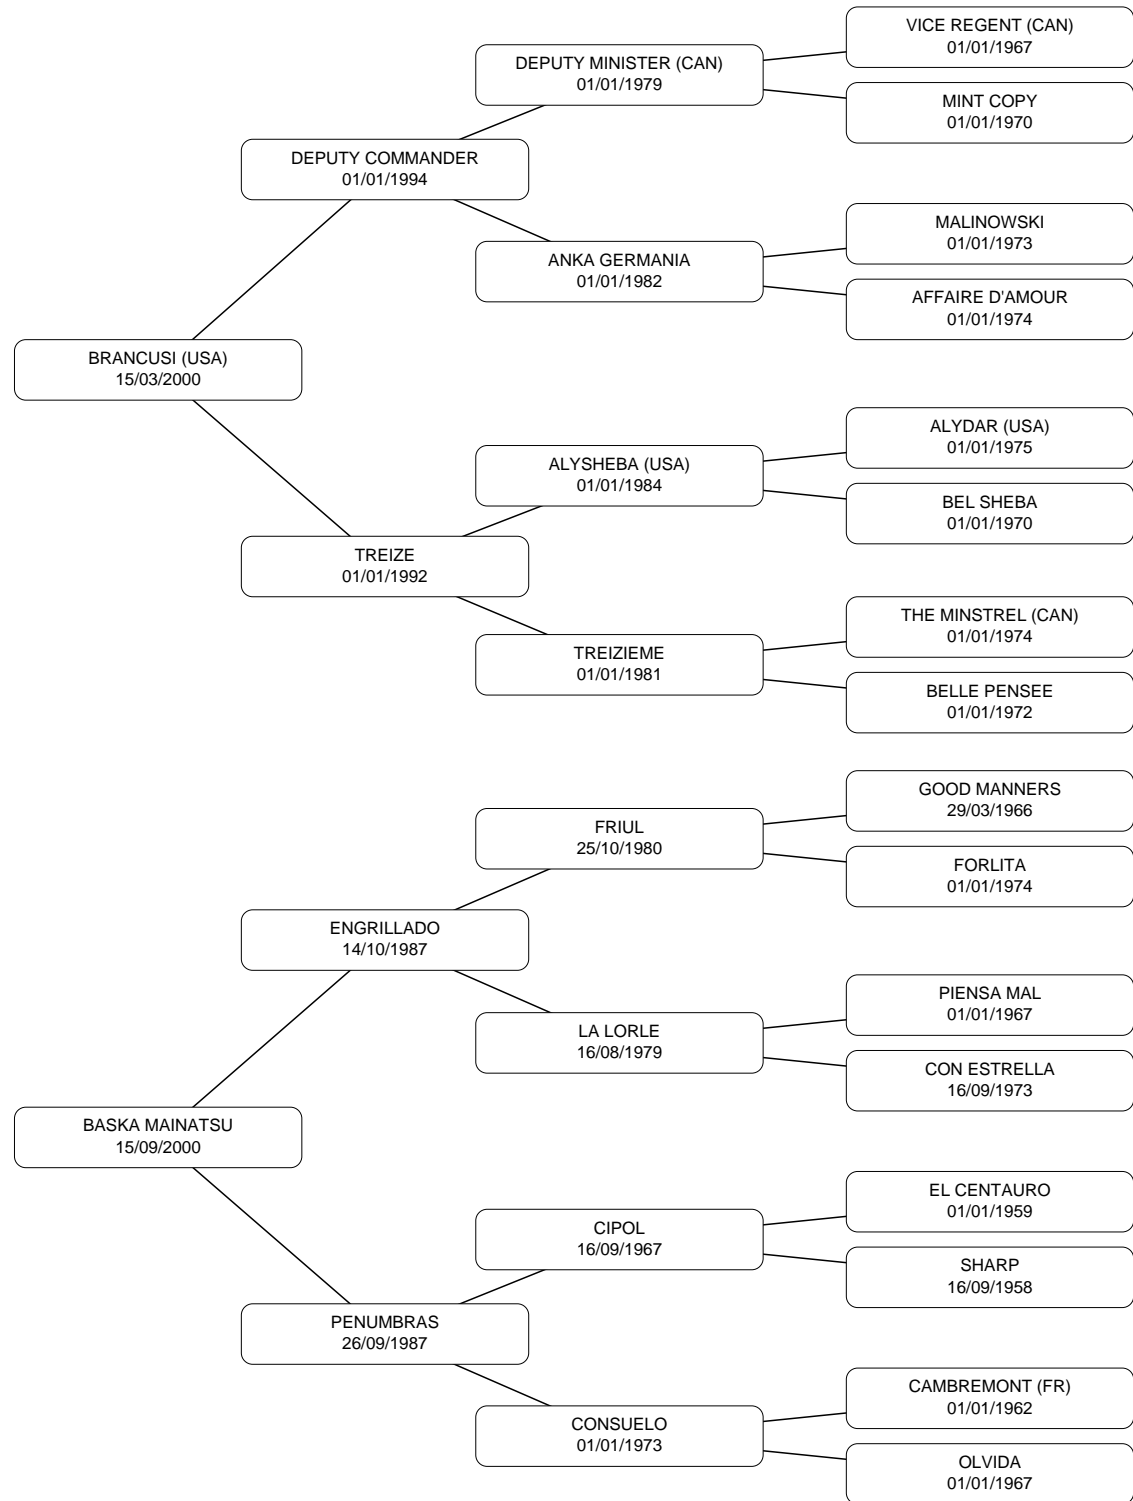 VICE REGENT (CAN)
01/01/1967
DEPUTY MINISTER (CAN)
01/01/1979
MINT COPY
01/01/1970
DEPUTY COMMANDER
01/01/1994
MALINOWSKI
01/01/1973
ANKA GERMANIA
01/01/1982
AFFAIRE D'AMOUR
01/01/1974
BRANCUSI (USA)
15/03/2000
ALYDAR (USA)
01/01/1975
ALYSHEBA (USA)
01/01/1984
BEL SHEBA
01/01/1970
TREIZE
01/01/1992
THE MINSTREL (CAN)
01/01/1974
TREIZIEME
01/01/1981
BELLE PENSEE
01/01/1972
GOOD MANNERS
29/03/1966
FRIUL
25/10/1980
FORLITA
01/01/1974
ENGRILLADO
14/10/1987
PIENSA MAL
01/01/1967
LA LORLE
16/08/1979
CON ESTRELLA
16/09/1973
BASKA MAINATSU
15/09/2000
EL CENTAURO
01/01/1959
CIPOL
16/09/1967
SHARP
16/09/1958
PENUMBRAS
26/09/1987
CAMBREMONT (FR)
01/01/1962
CONSUELO
01/01/1973
OLVIDA
01/01/1967